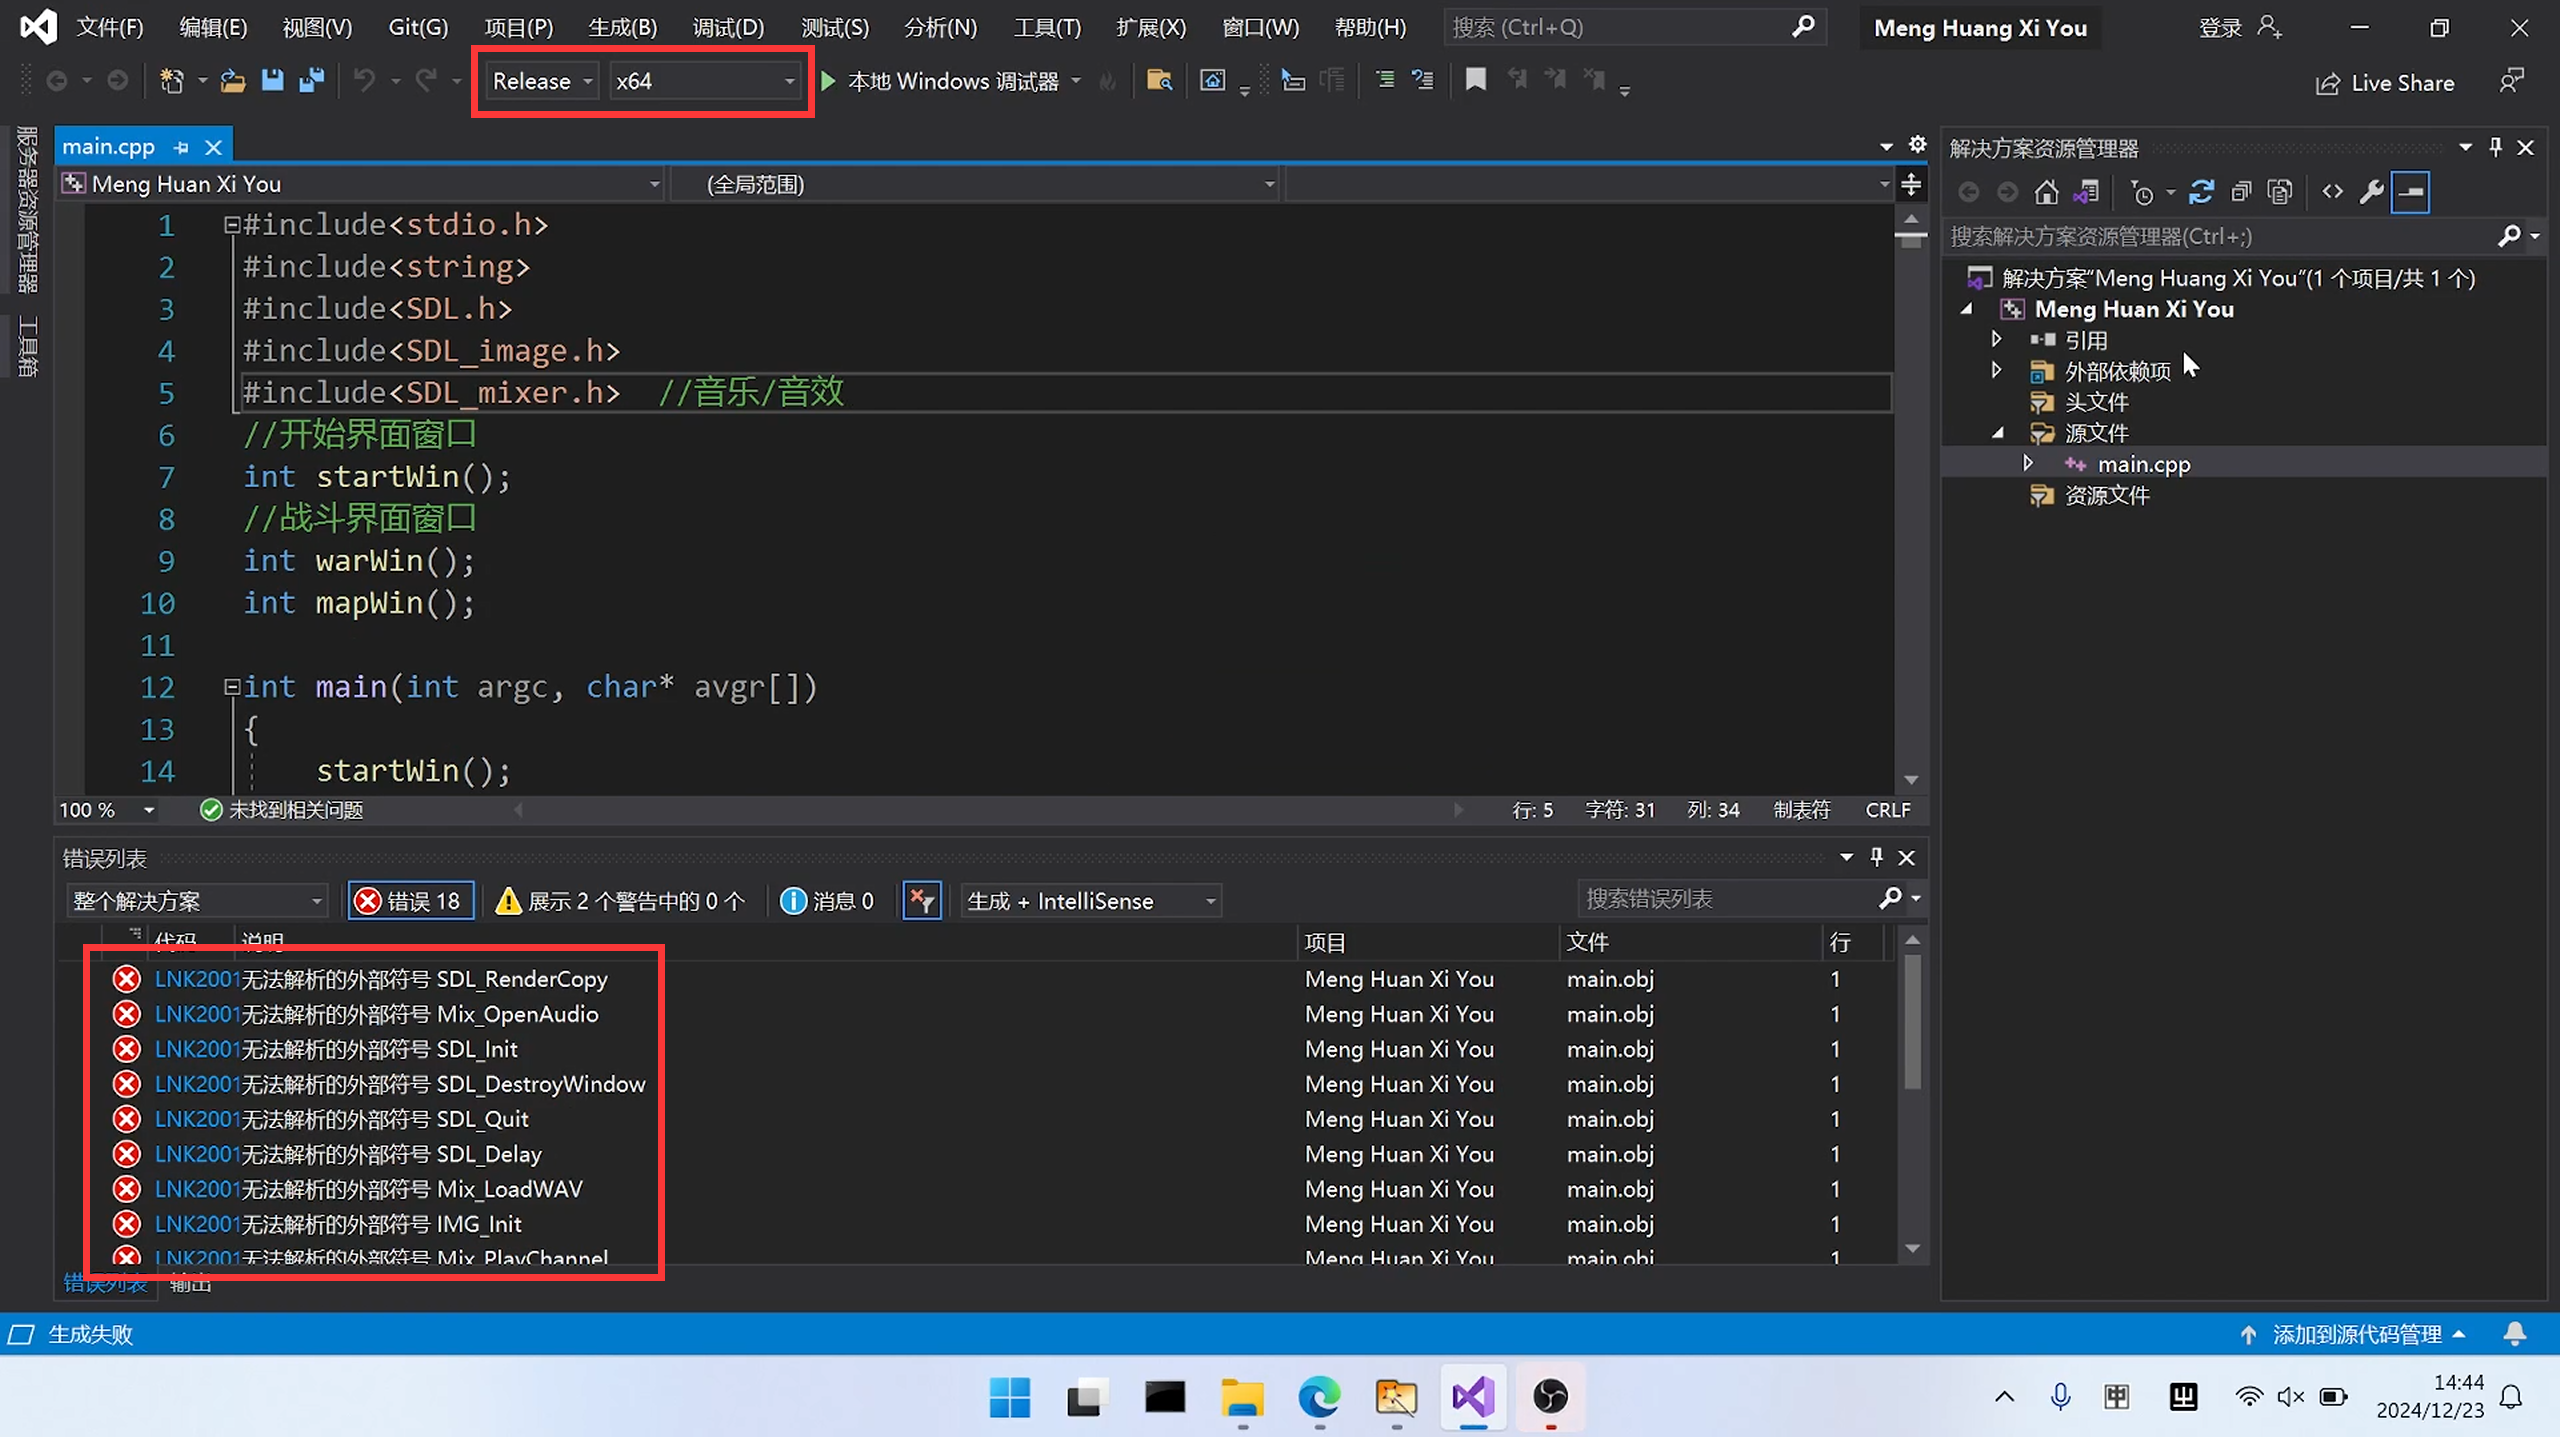 文件(F) 编辑(E) 视图(V) Git(G) 项目(P) 生成(B) 调试(D) 测试(S) 分析(N) 工具(T) 扩展(X) 窗口(W) 帮助(H) 搜索 (Ctrl+Q) Meng Huang Xi You 登录
Release x64 本地 Windows 调试器 Live Share
服务器资源管理器
工具箱
main.cpp
Meng Huan Xi You (全局范围)
1 #include<stdio.h>
2 #include<string>
3 #include<SDL.h>
4 #include<SDL_image.h>
5 #include<SDL_mixer.h> //音乐/音效
6 //开始界面窗口
7 int startWin();
8 //战斗界面窗口
9 int warWin();
10 int mapWin();
11
12 int main(int argc, char* avgr[])
13 {
14 startWin();
100 % 未找到相关问题 行: 5 字符: 31 列: 34 制表符 CRLF
错误列表
整个解决方案 错误 18 展示 2 个警告中的 0 个 消息 0 生成 + IntelliSense 搜索错误列表
代码 说明 项目 文件 行
LNK2001 无法解析的外部符号 SDL_RenderCopy Meng Huan Xi You main.obj 1
LNK2001 无法解析的外部符号 Mix_OpenAudio Meng Huan Xi You main.obj 1
LNK2001 无法解析的外部符号 SDL_Init Meng Huan Xi You main.obj 1
LNK2001 无法解析的外部符号 SDL_DestroyWindow Meng Huan Xi You main.obj 1
LNK2001 无法解析的外部符号 SDL_Quit Meng Huan Xi You main.obj 1
LNK2001 无法解析的外部符号 SDL_Delay Meng Huan Xi You main.obj 1
LNK2001 无法解析的外部符号 Mix_LoadWAV Meng Huan Xi You main.obj 1
LNK2001 无法解析的外部符号 IMG_Init Meng Huan Xi You main.obj 1
LNK2001 无法解析的外部符号 Mix_PlayChannel Meng Huan Xi You main.obj 1
错误列表 输出
解决方案资源管理器
搜索解决方案资源管理器(Ctrl+;)
解决方案"Meng Huang Xi You"(1 个项目/共 1 个)
Meng Huan Xi You
引用
外部依赖项
头文件
源文件
main.cpp
资源文件
生成失败 添加到源代码管理
中
14:44
2024/12/23